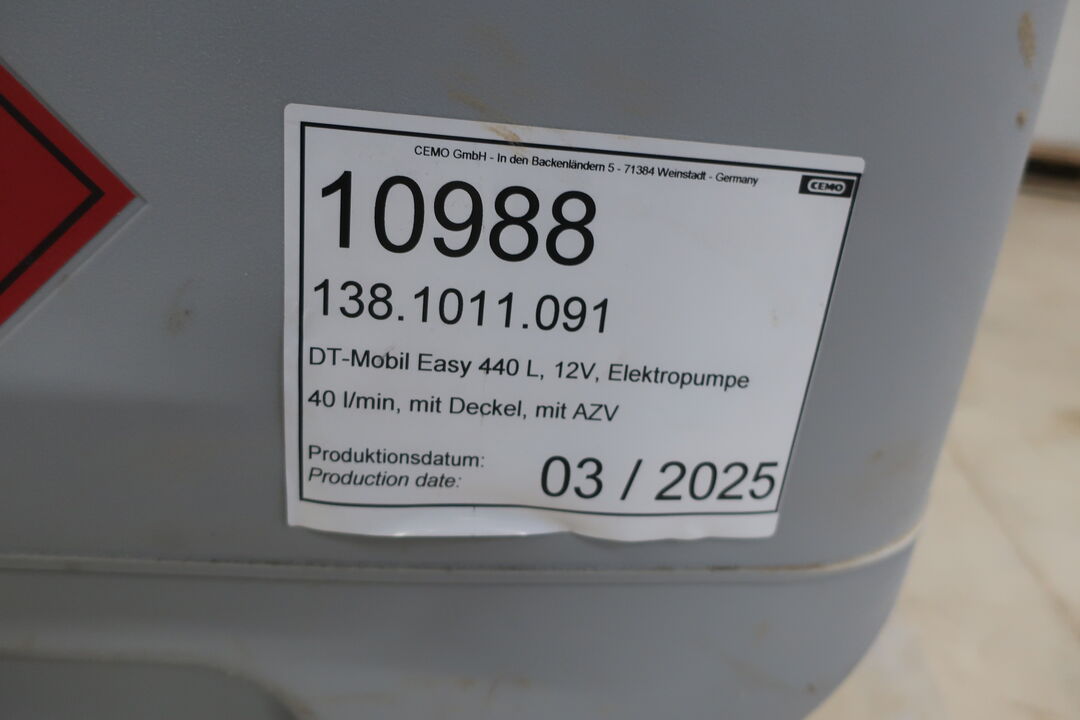 CEMO GmbH - In den Backenländern 5 - 71384 Weinstadt - Germany
CEMO
10988
138.1011.091
DT-Mobil Easy 440 L, 12V, Elektropumpe
40 l/min, mit Deckel, mit AZV
Produktionsdatum:
Production date:
03 / 2025